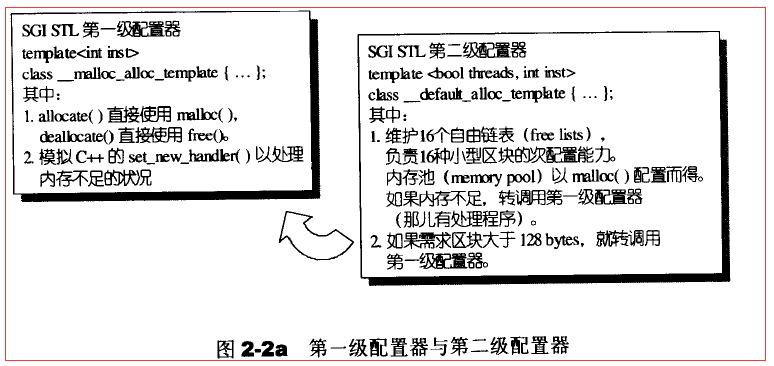 SGI STL 第一级配置器
template<int inst>
class __malloc_alloc_template { … };
其中：
1. allocate( ) 直接使用 malloc( ),
deallocate() 直接使用 free()。
2. 模拟 C++ 的 set_new_handler( ) 以处理
内存不足的状况
SGI STL 第二级配置器
template <bool threads, int inst>
class __default_alloc_template { … };
其中：
1. 维护16个自由链表（free lists），
负责16种小型区块的次配置能力。
内存池（memory pool）以 malloc( ) 配置而得。
如果内存不足，转调用第一级配置器
（那儿有处理程序）。
2. 如果需求区块大于 128 bytes，就转调用
第一级配置器。
图 2-2a 第一级配置器与第二级配置器